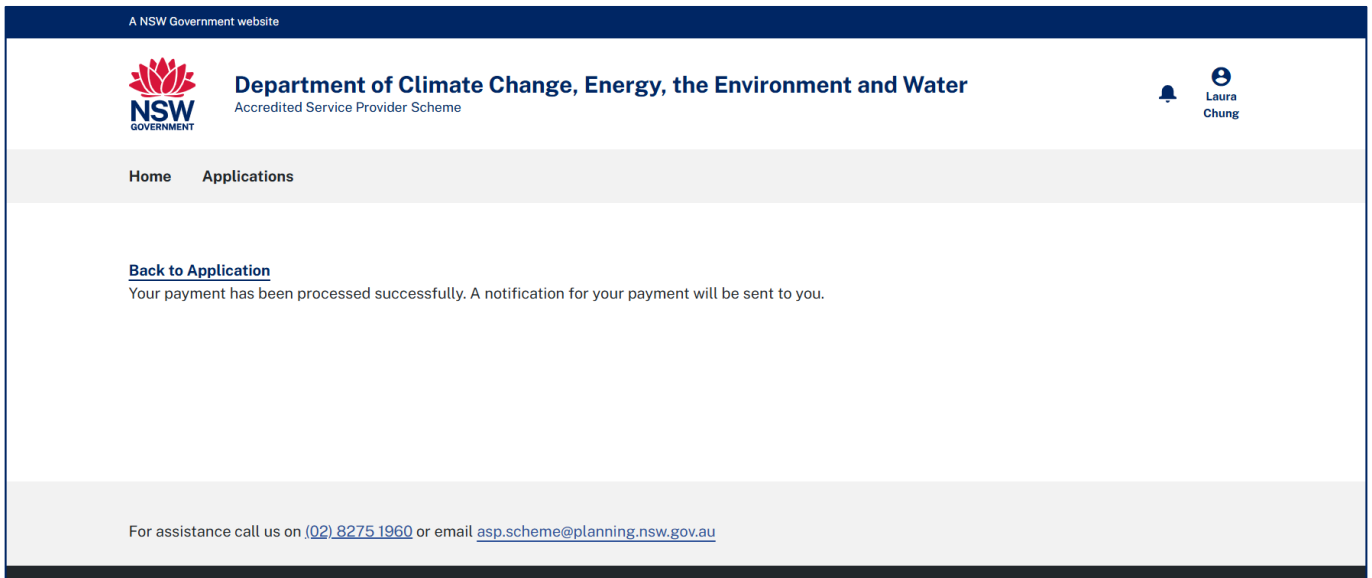 A NSW Government website
NSW
GOVERNMENT
Department of Climate Change, Energy, the Environment and Water
Accredited Service Provider Scheme
Laura
Chung
Home Applications
Back to Application
Your payment has been processed successfully. A notification for your payment will be sent to you.
For assistance call us on (02) 8275 1960 or email asp.scheme@planning.nsw.gov.au